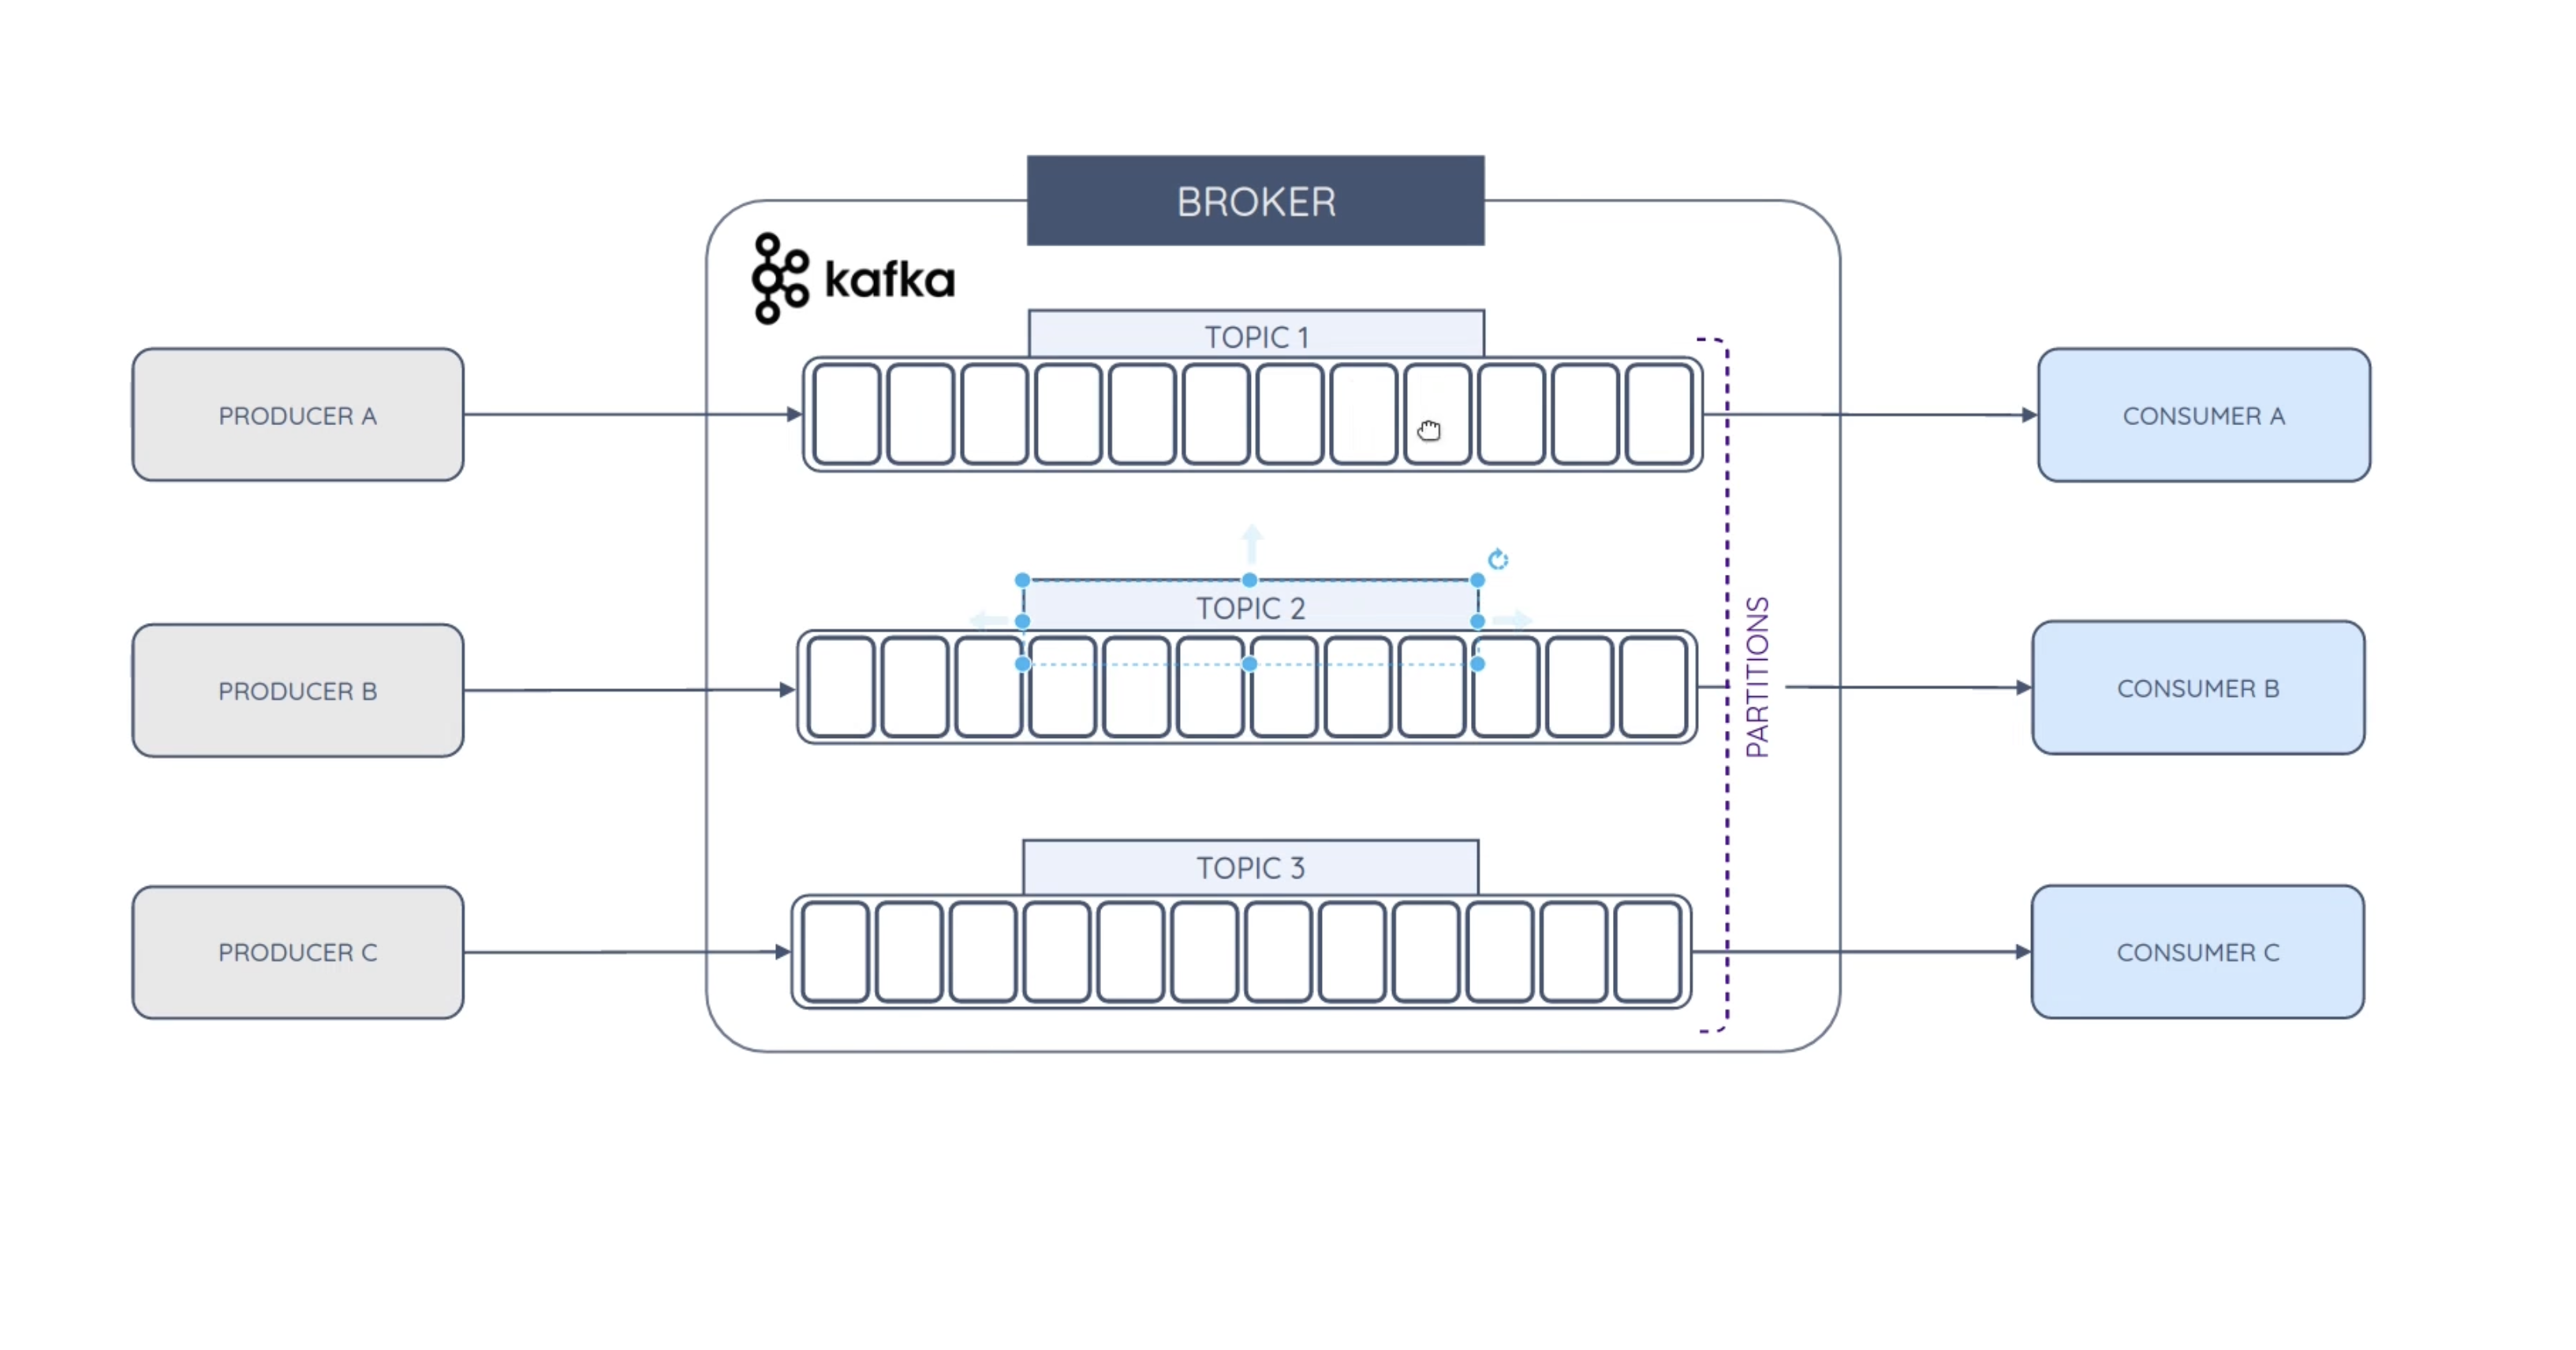 BROKER
kafka
TOPIC 1
PRODUCER A
CONSUMER A
TOPIC 2
PRODUCER B
PARTITIONS
CONSUMER B
TOPIC 3
PRODUCER C
CONSUMER C